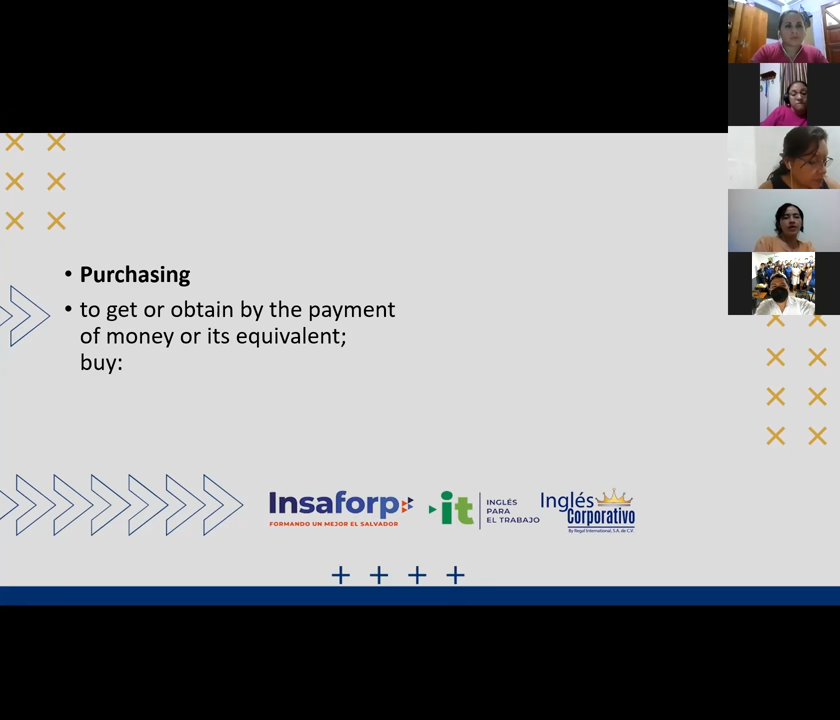 • Purchasing
• to get or obtain by the payment
of money or its equivalent;
buy:
Insaforp
FORMANDO UN MEJOR EL SALVADOR
it
INGLÉS
PARA
EL TRABAJO
Inglés
Corporativo
By Regal International, S.A. de C.V.